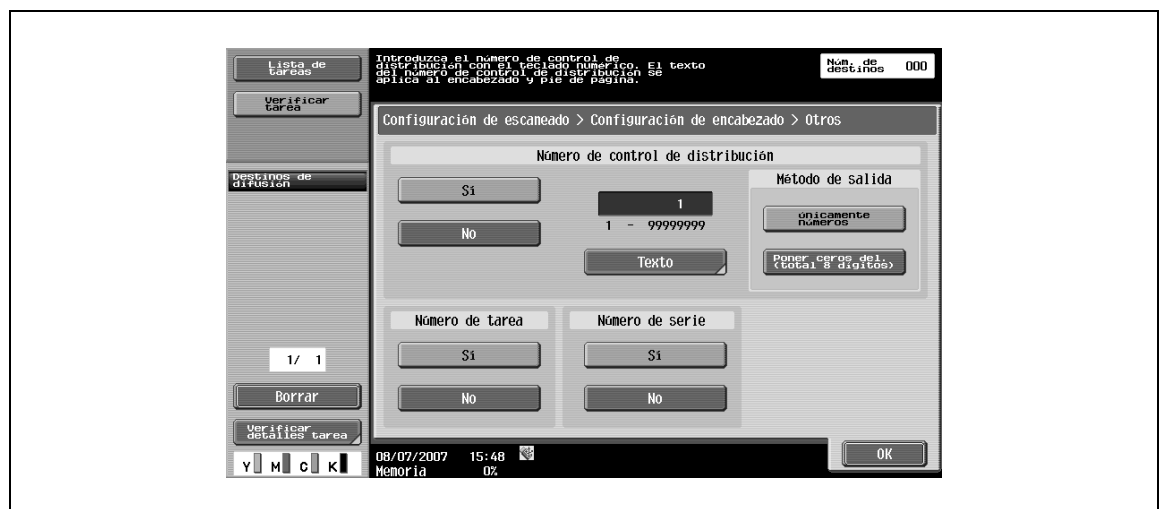 Lista de
tareas
Verificar
tarea
Introduzca el número de control de
distribución con el teclado numérico. El texto
del número de control de distribución se
aplica al encabezado y pie de página.
Núm. de
destinos
000
Configuración de escaneado > Configuración de encabezado > Otros
Número de control de distribución
Destinos de
difusión
Sí
No
1
1 - 99999999
Texto
Método de salida
únicamente
números
Poner ceros del.
(total 8 dígitos)
Número de tarea
Sí
No
Número de serie
Sí
No
1/ 1
Borrar
Verificar
detalles tarea
Y M C K
08/07/2007 15:48
Memoria 0%
OK